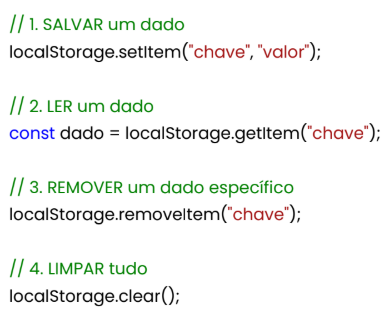 // 1. SALVAR um dado
localStorage.setItem("chave", "valor");
// 2. LER um dado
const dado = localStorage.getItem("chave");
// 3. REMOVER um dado específico
localStorage.removeItem("chave");
// 4. LIMPAR tudo
localStorage.clear();